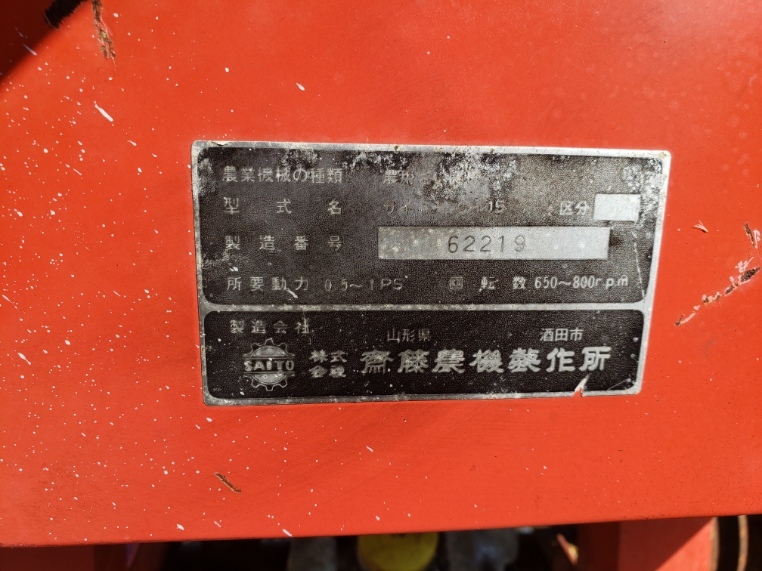 農業機械の種類
型式名 区分
製造番号 62219
所要動力 0.5〜1PS 回転数 650〜800r.p.m
製造会社 山形県 酒田市
SAITO 株式会社 齋藤農機製作所